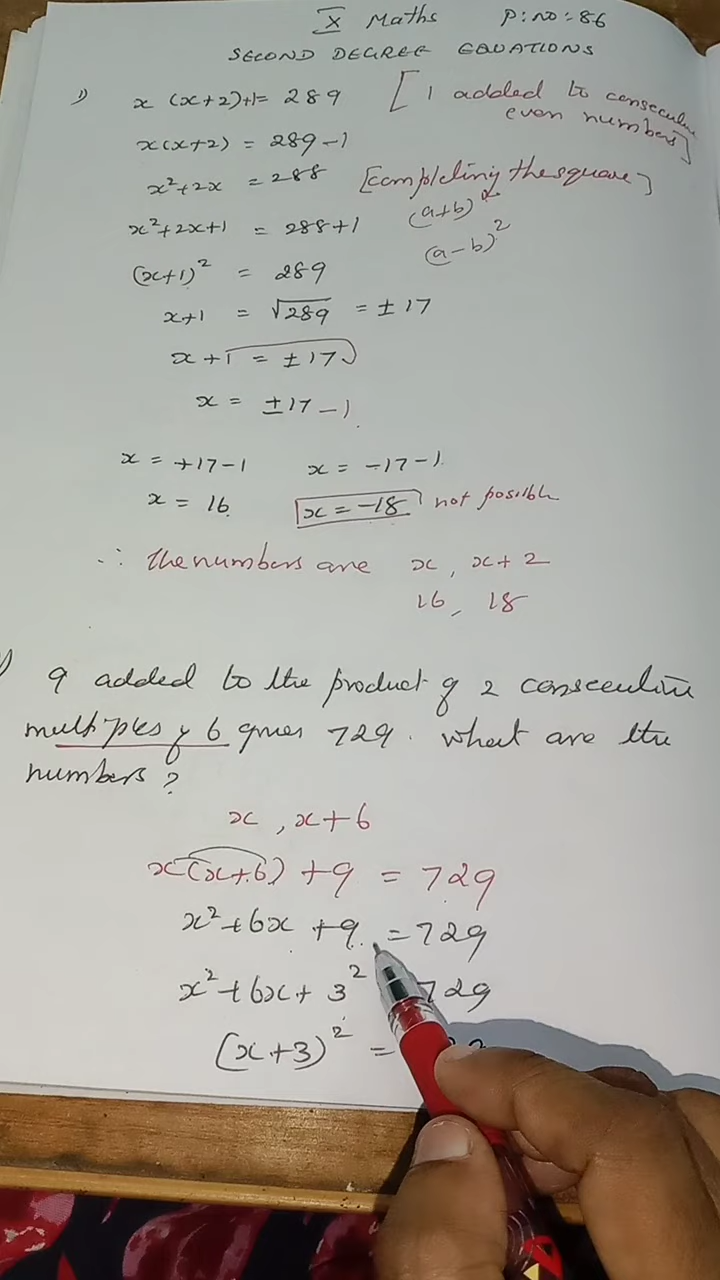 X Maths P: no :- 86
SECOND DEGREE EQUATIONS
1) x (x+2)+1= 289 [1 added to consecutive even numbers]
x(x+2) = 289-1
x²+2x = 288 [completing the square]
x²+2x+1 = 288+1 (a+b)²
(a-b)²
(x+1)² = 289
x+1 = √289 = ±17
x+1 = ±17
x = ±17-1
x = +17-1 x = -17-1
x = 16 x = -18 not possible
∴ The numbers are x, x+2
16, 18
9 added to the product of 2 consecutive
multiples of 6 gives 729. What are the
numbers?
x, x+6
x(x+6) + 9 = 729
x²+6x +9 = 729
x²+6x+ 3² 729
(x+3)² =